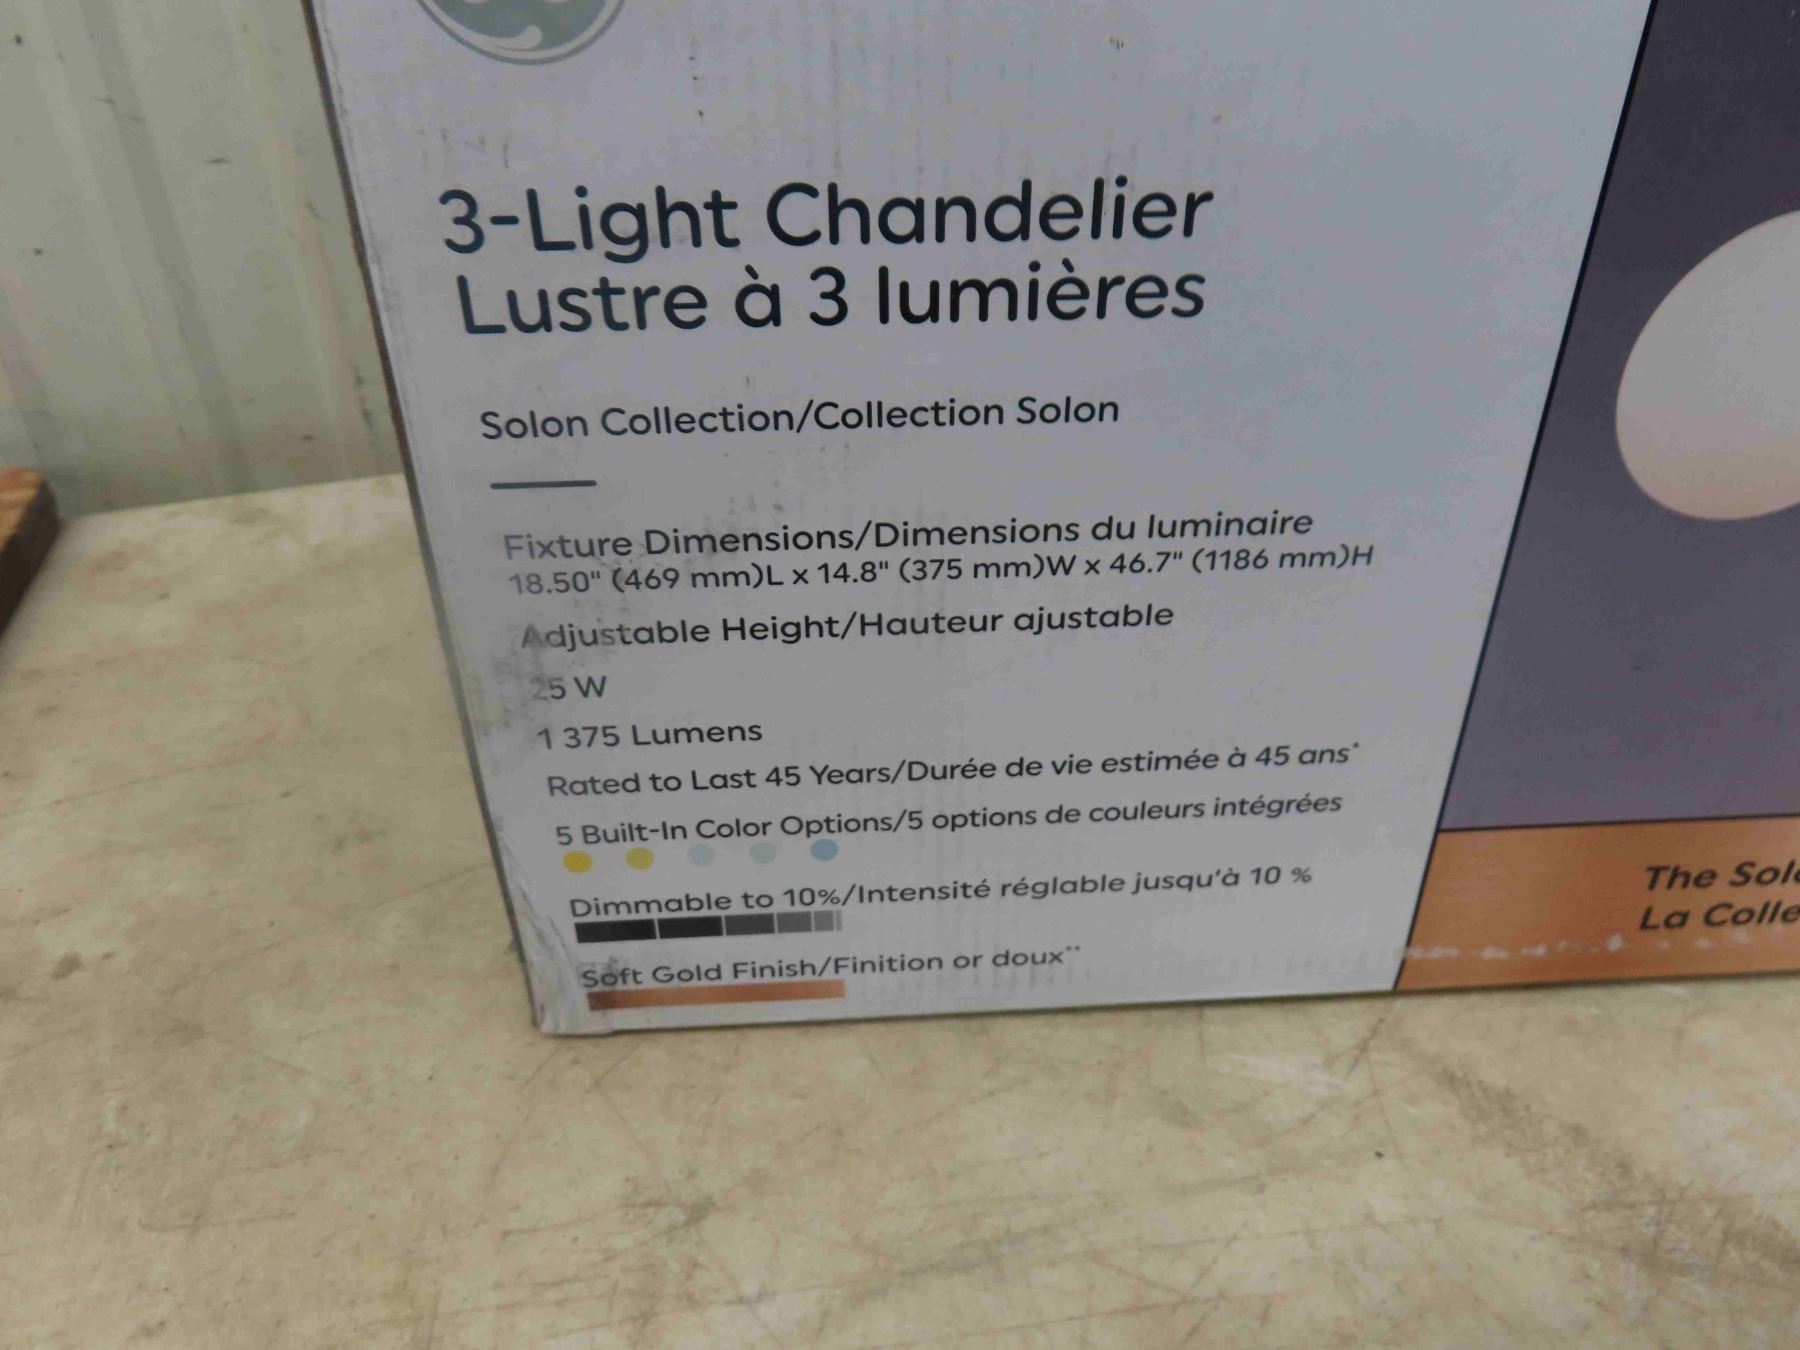 3-Light Chandelier
Lustre à 3 lumières
Solon Collection/Collection Solon
Fixture Dimensions/Dimensions du luminaire
18.50" (469 mm)L x 14.8" (375 mm)W x 46.7" (1186 mm)H
Adjustable Height/Hauteur ajustable
25 W
1 375 Lumens
Rated to Last 45 Years/Durée de vie estimée à 45 ans*
5 Built-In Color Options/5 options de couleurs intégrées
Dimmable to 10%/Intensité réglable jusqu'à 10 %
Soft Gold Finish/Finition or doux**
The Solo
La Colle